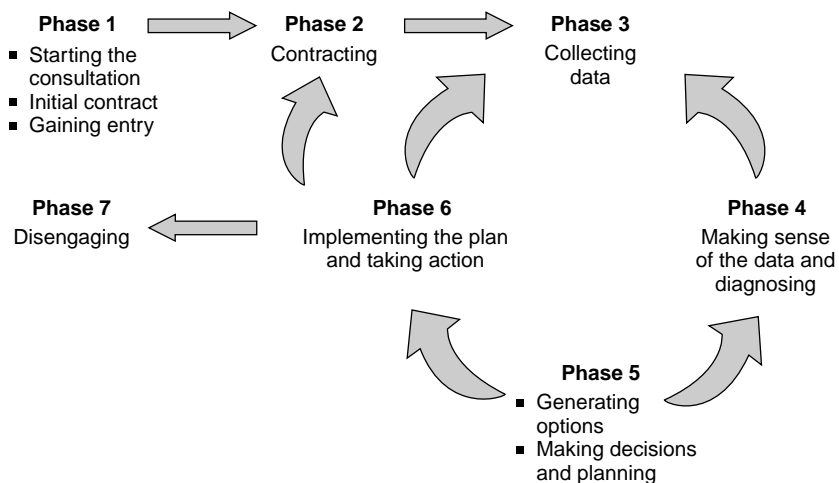 Phase 1
■ Starting the
consultation
■ Initial contract
■ Gaining entry
Phase 2
Contracting
Phase 3
Collecting
data
Phase 7
Disengaging
Phase 6
Implementing the plan
and taking action
Phase 4
Making sense
of the data and
diagnosing
Phase 5
■ Generating
options
■ Making decisions
and planning